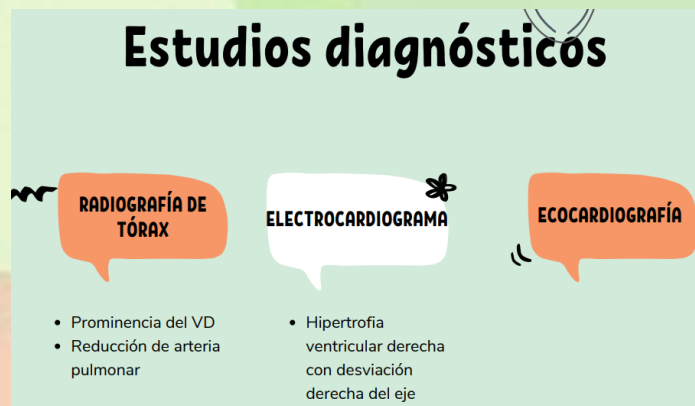 Estudios diagnósticos
RADIOGRAFÍA DE
TÓRAX
ELECTROCARDIOGRAMA
ECOCARDIOGRAFÍA
• Prominencia del VD
• Reducción de arteria
pulmonar
• Hipertrofia
ventricular derecha
con desviación
derecha del eje